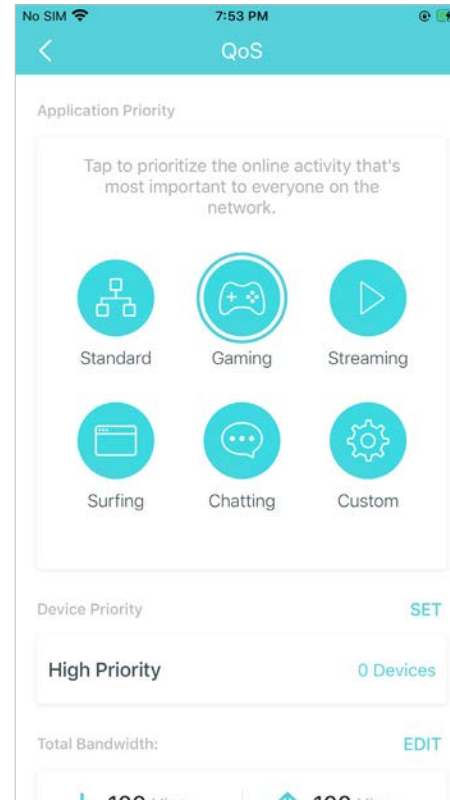 No SIM 7:53 PM
QoS
Application Priority
Tap to prioritize the online activity that's
most important to everyone on the
network.
Standard Gaming Streaming
Surfing Chatting Custom
Device Priority SET
High Priority 0 Devices
Total Bandwidth: EDIT
100 100